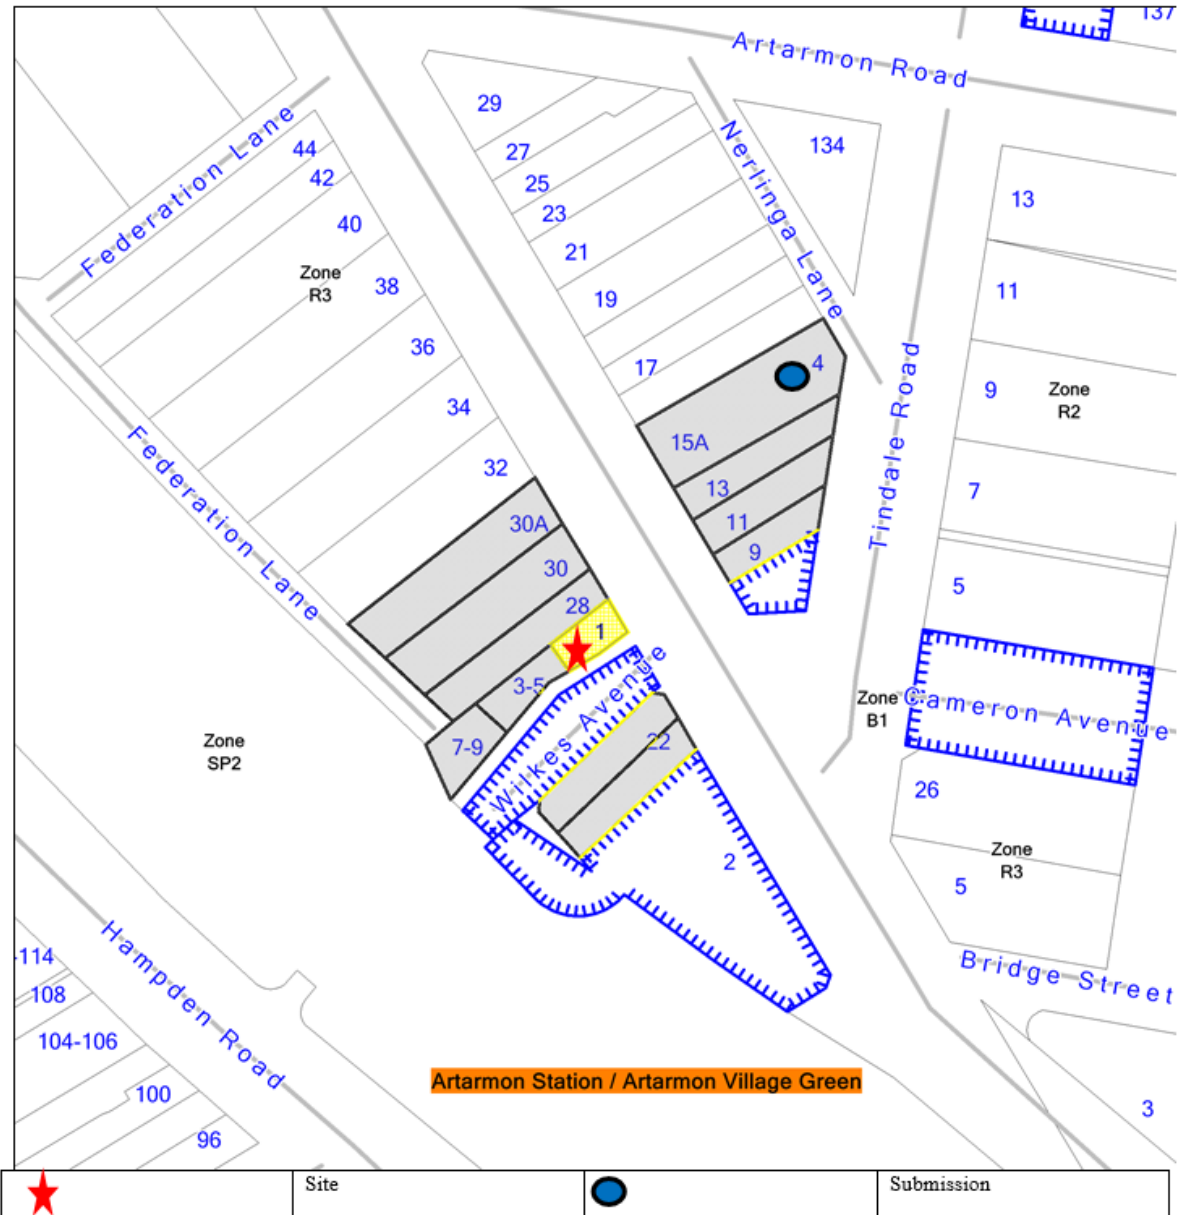 137
Artarmon Road
29
134
Nerlinga Lane
Federation Lane
44
27
42
25
13
23
40
21
Zone
R3
38
11
19
36
17
4
9
Zone
R2
34
15A
Tindale Road
Federation Lane
32
13
7
30A
11
9
30
5
28
1
3-5
Wilkes Avenue
Zone
B1
Cameron Avenue
Zone
SP2
7-9
22
26
2
Zone
R3
5
Hampden Road
-114
Bridge Street
108
104-106
Artarmon Station / Artarmon Village Green
100
3
96
Site
Submission